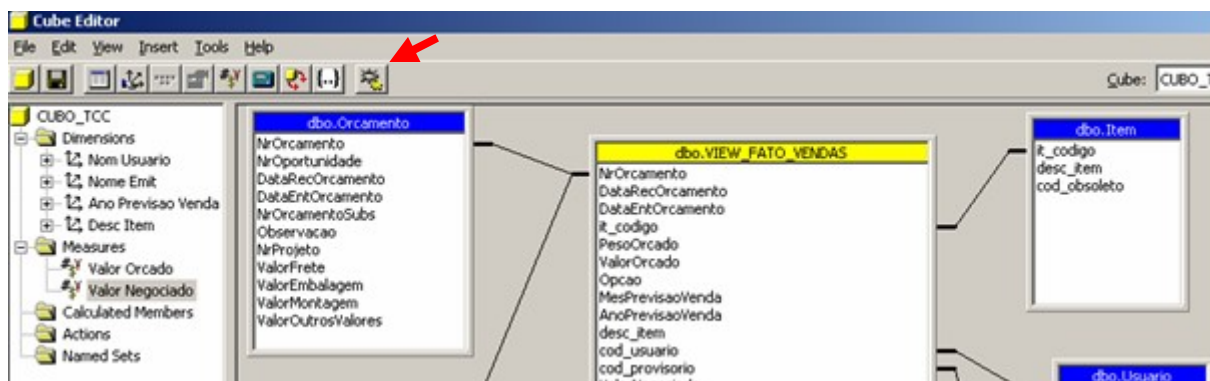 Cube Editor
File Edit View Insert Tools Help
Cube: CUBO_
CUBO_TCC
Dimensions
Nom Usuario
Nome Emit
Ano Previsao Venda
Desc Item
Measures
Valor Orcado
Valor Negociado
Calculated Members
Actions
Named Sets
dbo.Orcamento
NrOrcamento
NrOportunidade
DataRecOrcamento
DataEntOrcamento
NrOrcamentoSubs
Observacao
NrProjeto
ValorFrete
ValorEmbalagem
ValorMontagem
ValorOutrosValores
dbo.VIEW_FATO_VENDAS
NrOrcamento
DataRecOrcamento
DataEntOrcamento
it_codigo
PesoOrcado
ValorOrcado
Opcao
MesPrevisaoVenda
AnoPrevisaoVenda
desc_item
cod_usuario
cod_provisorio
dbo.Item
it_codigo
desc_item
cod_obsoleto
dbo.Usuario